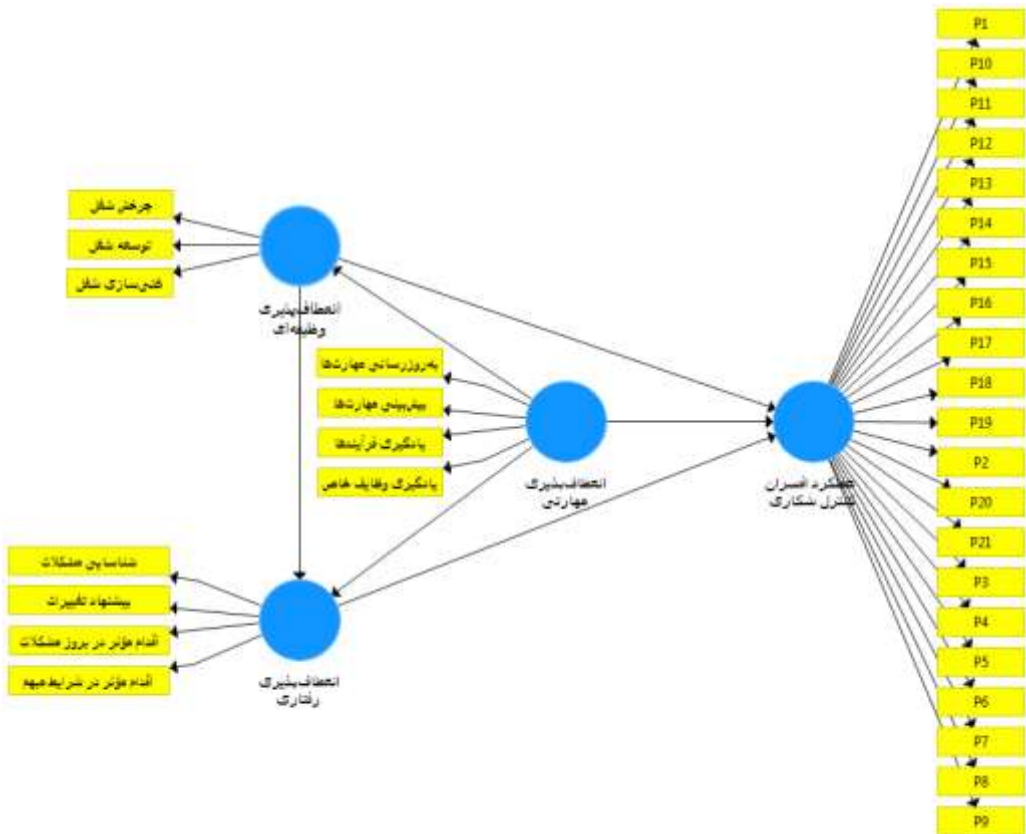 P1
P10
P11
P12
P13
P14
P15
P16
P17
P18
P19
P2
P20
P21
P3
P4
P5
P6
P7
P8
P9
چرخش شغل
توسعه شغل
غنی‌سازی شغل
انعطاف‌پذیری
وظیفه‌ای
به‌روزرسانی مهارت‌ها
پیش‌بینی مهارت‌ها
یادگیری فرآیندها
یادگیری وظایف خاص
انعطاف‌پذیری
مهارتی
عملکرد افسران
کنترل شکاری
شناسایی مشکلات
پیشنهاد تغییرات
اقدام مؤثر در بروز مشکلات
اقدام مؤثر در شرایط مبهم
انعطاف‌پذیری
رفتاری